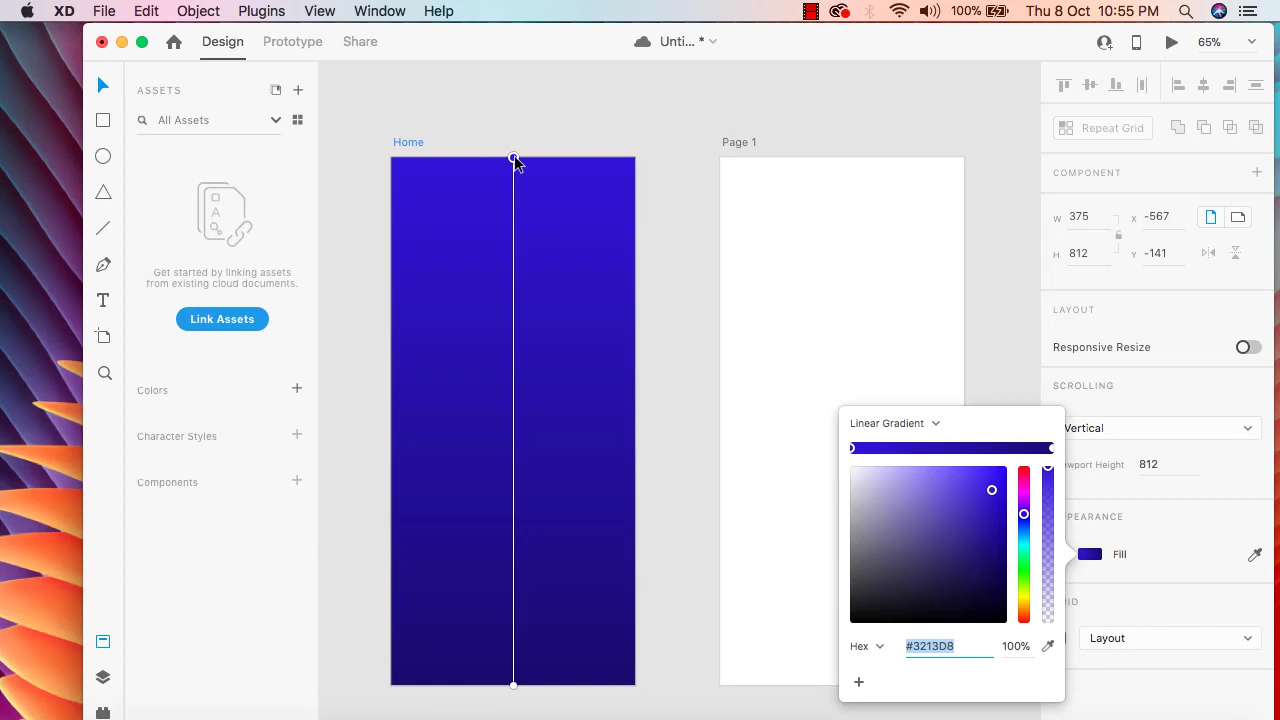 XD File Edit Object Plugins View Window Help 100% Thu 8 Oct 10:55 PM
Design Prototype Share Unti... * 65%
ASSETS
All Assets
Get started by linking assets
from existing cloud documents.
Link Assets
Colors
Character Styles
Components
Home
Page 1
Repeat Grid
COMPONENT
W 375 X -567
H 812 Y -141
LAYOUT
Responsive Resize
SCROLLING
Vertical
ewport Height 812
PEARANCE
Fill
RID
Layout
Linear Gradient
Hex #3213D8 100%